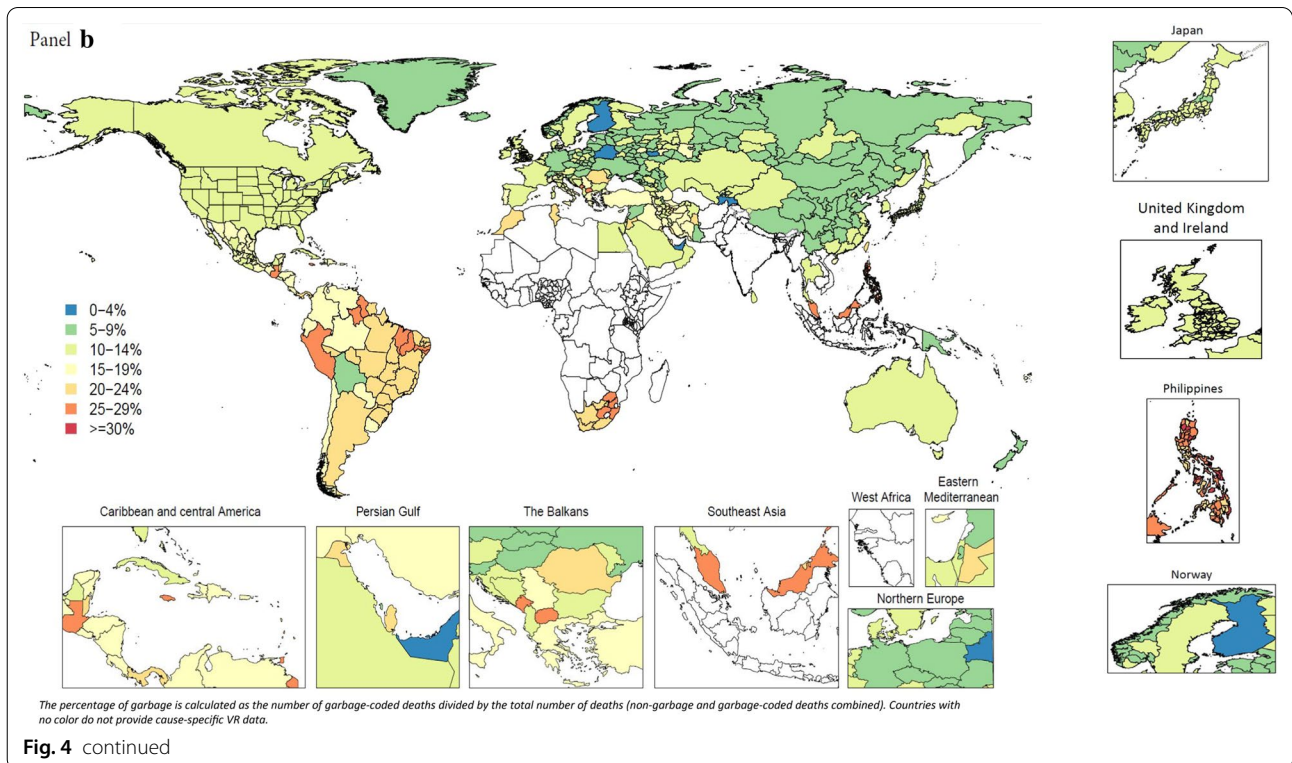 Panel b
0–4%
5–9%
10–14%
15–19%
20–24%
25–29%
>=30%
Caribbean and central America
Persian Gulf
The Balkans
Southeast Asia
West Africa
Eastern
Mediterranean
Northern Europe
Japan
United Kingdom
and Ireland
Philippines
Norway
The percentage of garbage is calculated as the number of garbage-coded deaths divided by the total number of deaths (non-garbage and garbage-coded deaths combined). Countries with
no color do not provide cause-specific VR data.
Fig. 4 continued